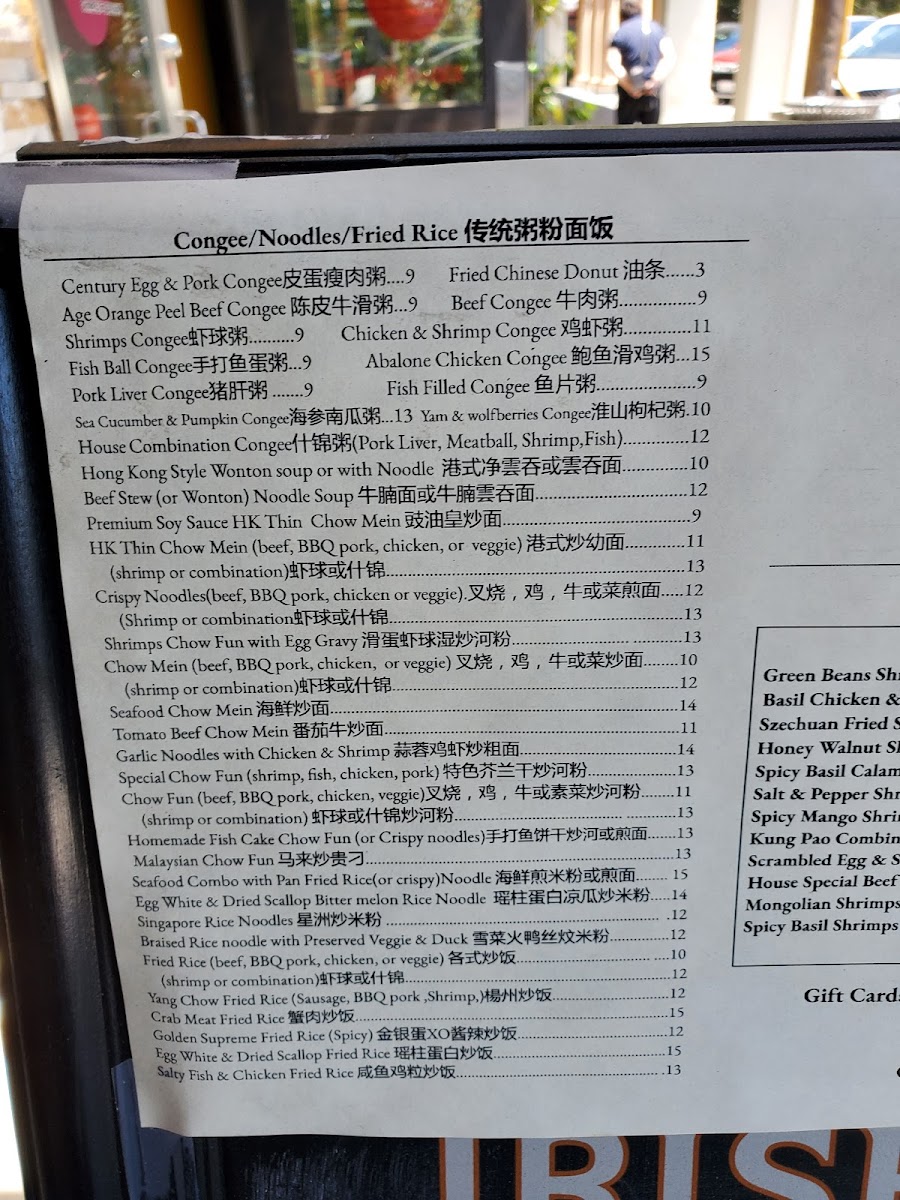 Congee/Noodles/Fried Rice 传统粥粉面饭
Century Egg & Pork Congee皮蛋瘦肉粥....9 Fried Chinese Donut 油条......3
Age Orange Peel Beef Congee 陈皮牛滑粥...9 Beef Congee 牛肉粥................9
Shrimps Congee虾球粥..........9 Chicken & Shrimp Congee 鸡虾粥..............11
Fish Ball Congee手打鱼蛋粥...9 Abalone Chicken Congee 鲍鱼滑鸡粥...15
Pork Liver Congee猪肝粥 .......9 Fish Filled Congee 鱼片粥.....................9
Sea Cucumber & Pumpkin Congee海参南瓜粥...13 Yam & wolfberries Congee淮山枸杞粥.10
House Combination Congee什锦粥(Pork Liver, Meatball, Shrimp,Fish)..............12
Hong Kong Style Wonton soup or with Noodle 港式净雲吞或雲吞面..............10
Beef Stew (or Wonton) Noodle Soup 牛腩面或牛腩雲吞面................................12
Premium Soy Sauce HK Thin Chow Mein 豉油皇炒面.......................................9
HK Thin Chow Mein (beef, BBQ pork, chicken, or veggie) 港式炒幼面.............11
(shrimp or combination)虾球或什锦...............................................................13
Crispy Noodles(beef, BBQ pork, chicken or veggie).叉烧，鸡，牛或菜煎面.....12
(Shrimp or combination虾球或什锦..............................................................13
Shrimps Chow Fun with Egg Gravy 滑蛋虾球湿炒河粉......................... ................13
Chow Mein (beef, BBQ pork, chicken, or veggie) 叉烧，鸡，牛或菜炒面........10
(shrimp or combination)虾球或什锦.................................................................12
Seafood Chow Mein 海鲜炒面...............................................................................14
Tomato Beef Chow Mein 番茄牛炒面....................................................................11
Garlic Noodles with Chicken & Shrimp 蒜蓉鸡虾炒粗面....................................14
Special Chow Fun (shrimp, fish, chicken, pork) 特色芥兰干炒河粉....................13
Chow Fun (beef, BBQ pork, chicken, veggie)叉烧，鸡，牛或素菜炒河粉........11
(shrimp or combination) 虾球或什锦炒河粉....................................... ............13
Homemade Fish Cake Chow Fun (or Crispy noodles)手打鱼饼干炒河或煎面......13
Malaysian Chow Fun 马来炒贵刁.........................................................................13
Seafood Combo with Pan Fried Rice(or crispy)Noodle 海鲜煎米粉或煎面....... 15
Egg White & Dried Scallop Bitter melon Rice Noodle 瑶柱蛋白凉瓜炒米粉.....14
Singapore Rice Noodles 星洲炒米粉 ................................................................ .12
Braised Rice noodle with Preserved Veggie & Duck 雪菜火鸭丝炆米粉..............12
Fried Rice (beef, BBQ pork, chicken, or veggie) 各式炒饭............................... ....10
(shrimp or combination)虾球或什锦...............................................................12
Yang Chow Fried Rice (Sausage, BBQ pork ,Shrimp,)楊州炒饭...........................12
Crab Meat Fried Rice 蟹肉炒饭..........................................................................15
Golden Supreme Fried Rice (Spicy) 金银蛋XO酱辣炒饭....................................12
Egg White & Dried Scallop Fried Rice 瑶柱蛋白炒饭.........................................15
Salty Fish & Chicken Fried Rice 咸鱼鸡粒炒饭................................................ .13
Green Beans Shr
Basil Chicken &
Szechuan Fried S
Honey Walnut Sh
Spicy Basil Calam
Salt & Pepper Shr
Spicy Mango Shri
Kung Pao Combin
Scrambled Egg & S
House Special Beef
Mongolian Shrimps
Spicy Basil Shrimps
Gift Card
IRISH